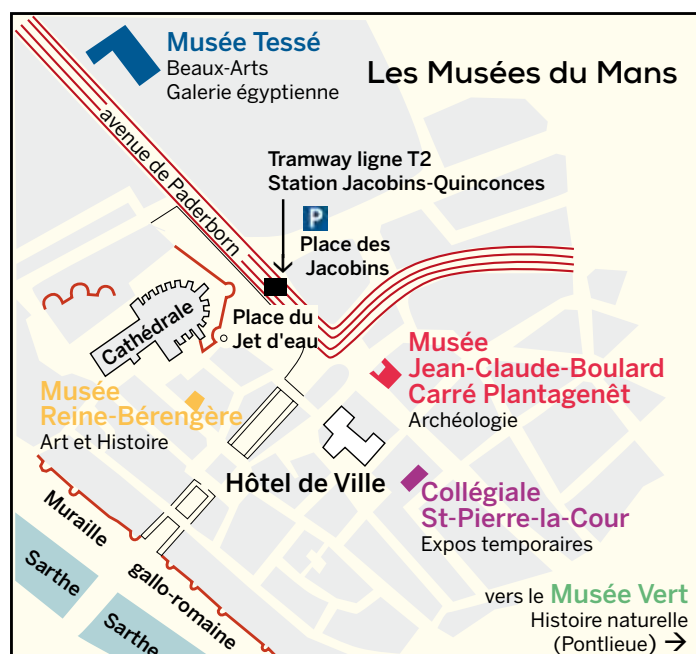 Musée Tessé
Beaux-Arts
Galerie égyptienne
Les Musées du Mans
avenue de Paderborn
Tramway ligne T2
Station Jacobins-Quinconces
P
Place des
Jacobins
Cathédrale
Place du
Jet d'eau
Musée
Jean-Claude-Boulard
Carré Plantagenêt
Archéologie
Musée
Reine-Bérengère
Art et Histoire
Hôtel de Ville
Collégiale
St-Pierre-la-Cour
Expos temporaires
Muraille
gallo-romaine
Sarthe
Sarthe
vers le Musée Vert
Histoire naturelle
(Pontlieue) →